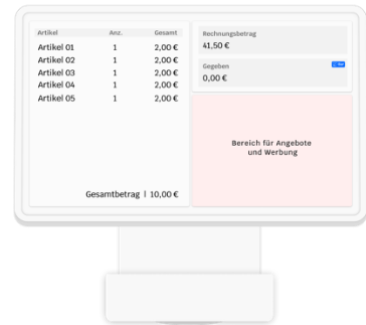 Artikel Anz. Gesamt
Artikel 01 1 2,00 €
Artikel 02 1 2,00 €
Artikel 03 1 2,00 €
Artikel 04 1 2,00 €
Artikel 05 1 2,00 €
Gesamtbetrag | 10,00 €
Rechnungsbetrag
41,50 €
Gegeben
0,00 €
Bereich für Angebote
und Werbung